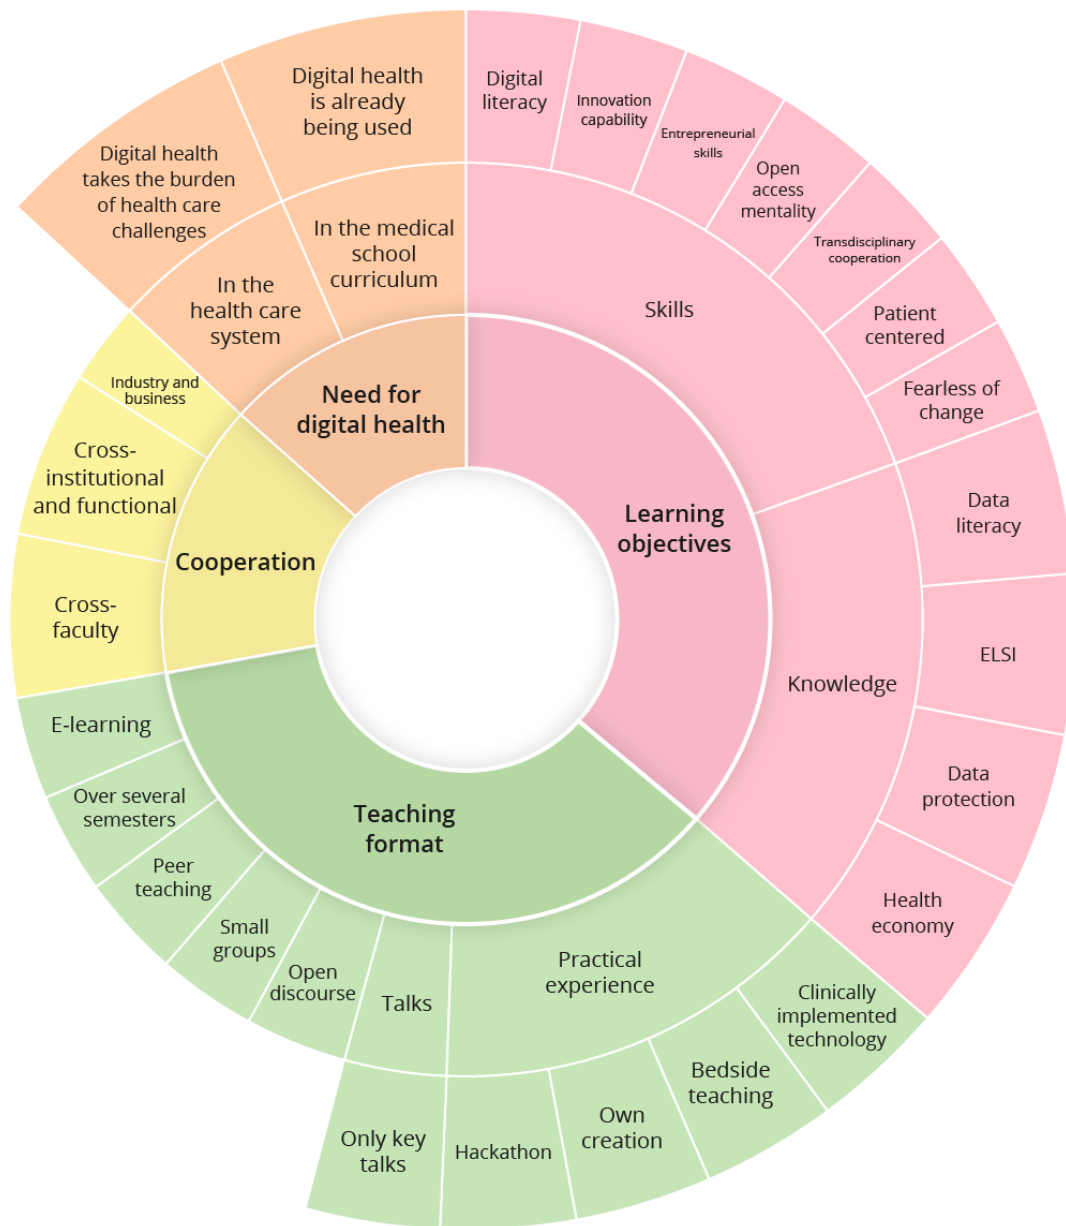 Need for
digital health
In the
health care
system
Digital health
takes the burden
of health care
challenges
In the medical
school
curriculum
Digital health
is already
being used
Learning
objectives
Skills
Digital
literacy
Innovation
capability
Entrepreneurial
skills
Open
access
mentality
Transdisciplinary
cooperation
Patient
centered
Fearless of
change
Knowledge
Data
literacy
ELSI
Data
protection
Health
economy
Teaching
format
Practical
experience
Clinically
implemented
technology
Bedside
teaching
Own
creation
Hackathon
Talks
Only key
talks
Open
discourse
Small
groups
Peer
teaching
Over several
semesters
E-learning
Cooperation
Cross-
faculty
Cross-
institutional
and functional
Industry and
business